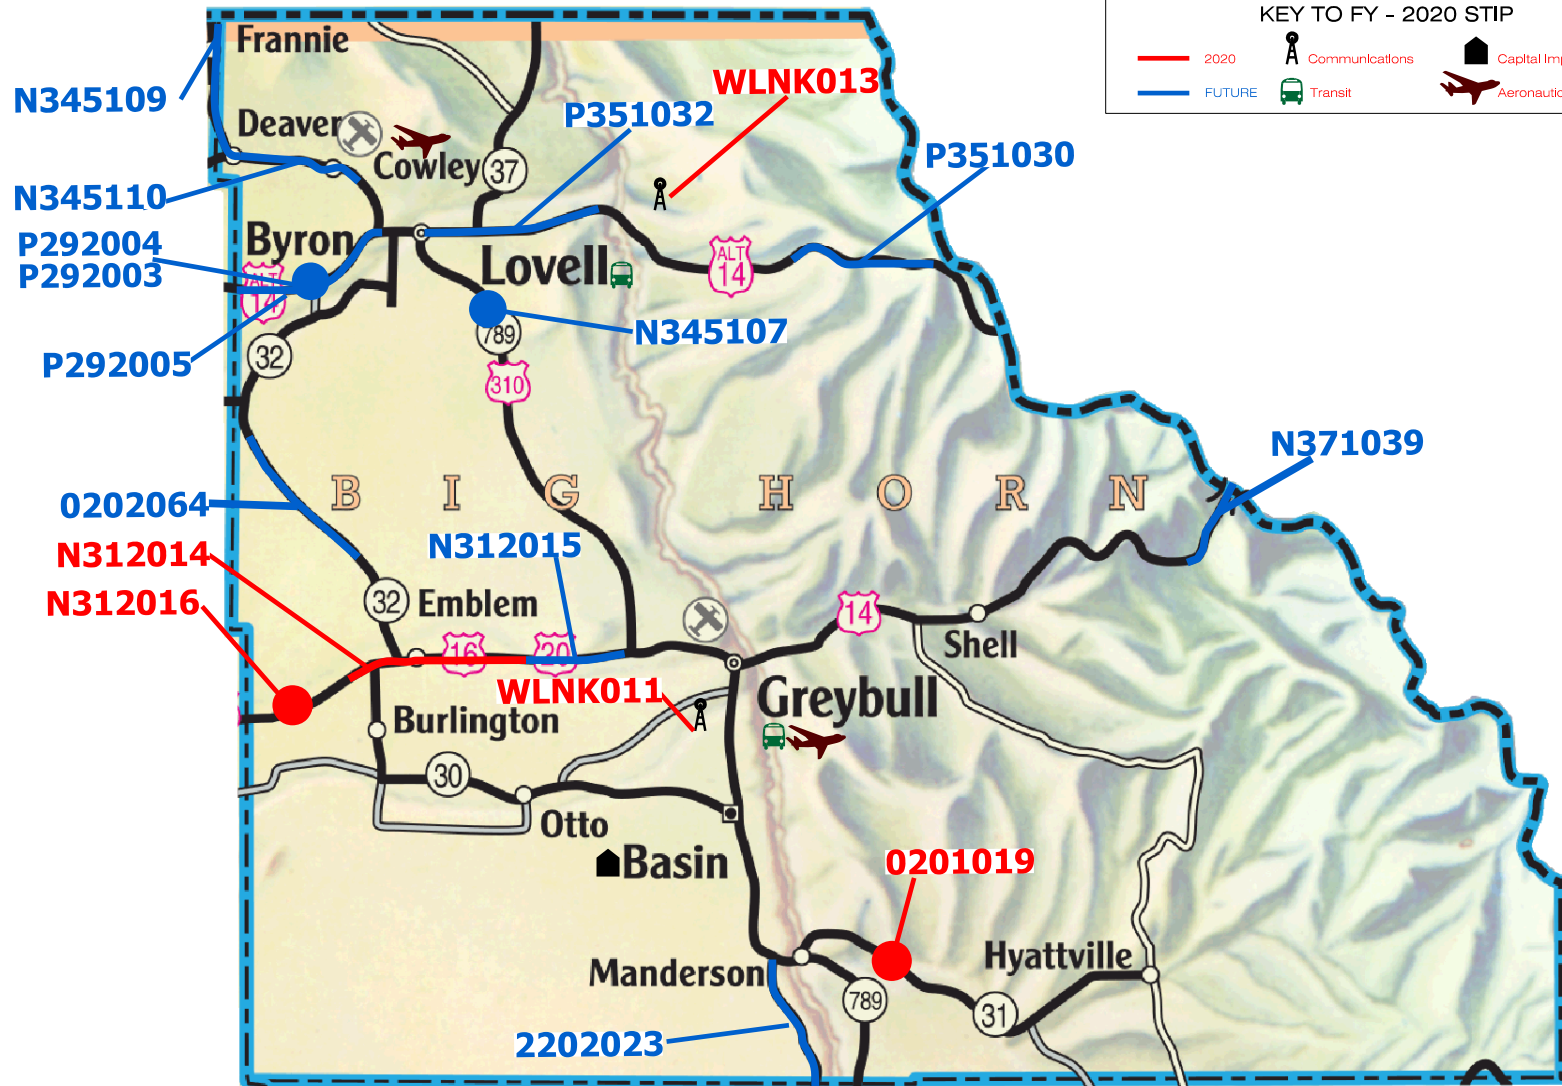 KEY TO FY - 2020 STIP
2020
Communications
Capital Imp
FUTURE
Transit
Aeronautic
Frannie
N345109
WLNK013
Deaver
P351032
Cowley
37
P351030
N345110
Byron
P292004
P292003
Lovell
ALT
14
ALT
14
N345107
789
P292005
32
310
N371039
B I G H O R N
0202064
N312015
N312014
N312016
32
Emblem
14
Shell
16
20
WLNK011
Greybull
Burlington
30
Otto
Basin
0201019
Manderson
Hyattville
789
31
2202023